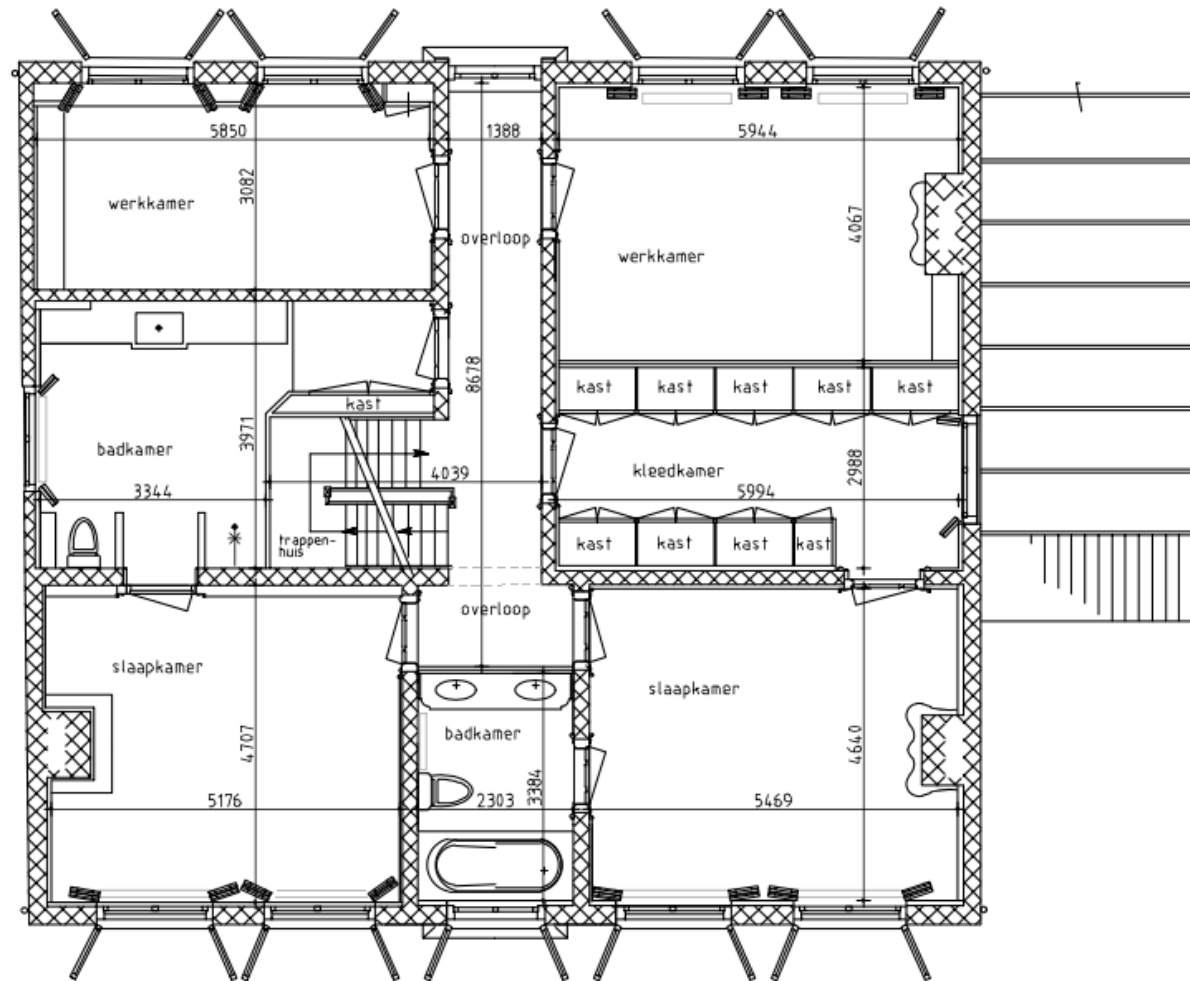 5850
1388
5944
3082
4067
werkkamer
overloop
werkkamer
8678
kast kast kast kast kast
kast
3971
badkamer
4039
kleedkamer
2988
3344
5994
trappen-
huis
kast kast kast kast
overloop
slaapkamer
slaapkamer
badkamer
4707
4640
3384
5176
2303
5469